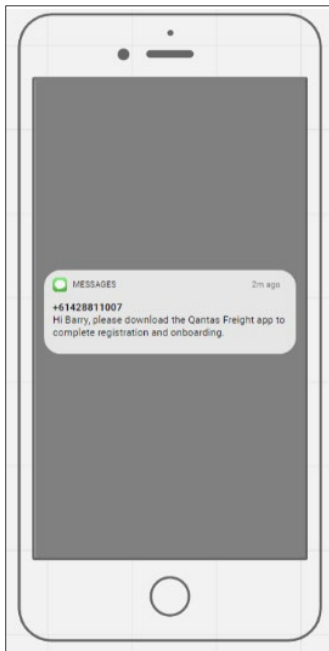 MESSAGES 2m ago
+61428811007
Hi Barry, please download the Qantas Freight app to
complete registration and onboarding.